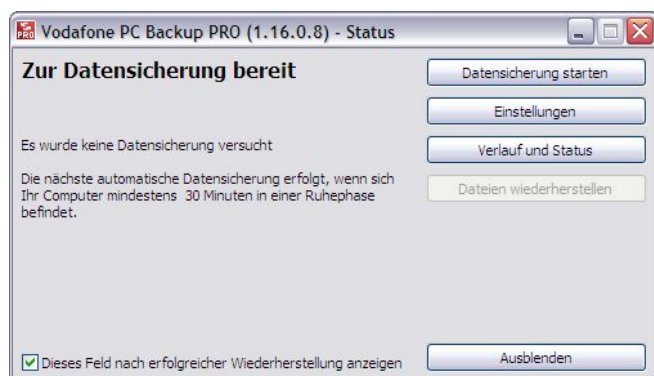 PRO Vodafone PC Backup PRO (1.16.0.8) - Status
Zur Datensicherung bereit
Datensicherung starten
Einstellungen
Es wurde keine Datensicherung versucht
Verlauf und Status
Die nächste automatische Datensicherung erfolgt, wenn sich
Ihr Computer mindestens 30 Minuten in einer Ruhephase
befindet.
Dateien wiederherstellen
Dieses Feld nach erfolgreicher Wiederherstellung anzeigen
Ausblenden